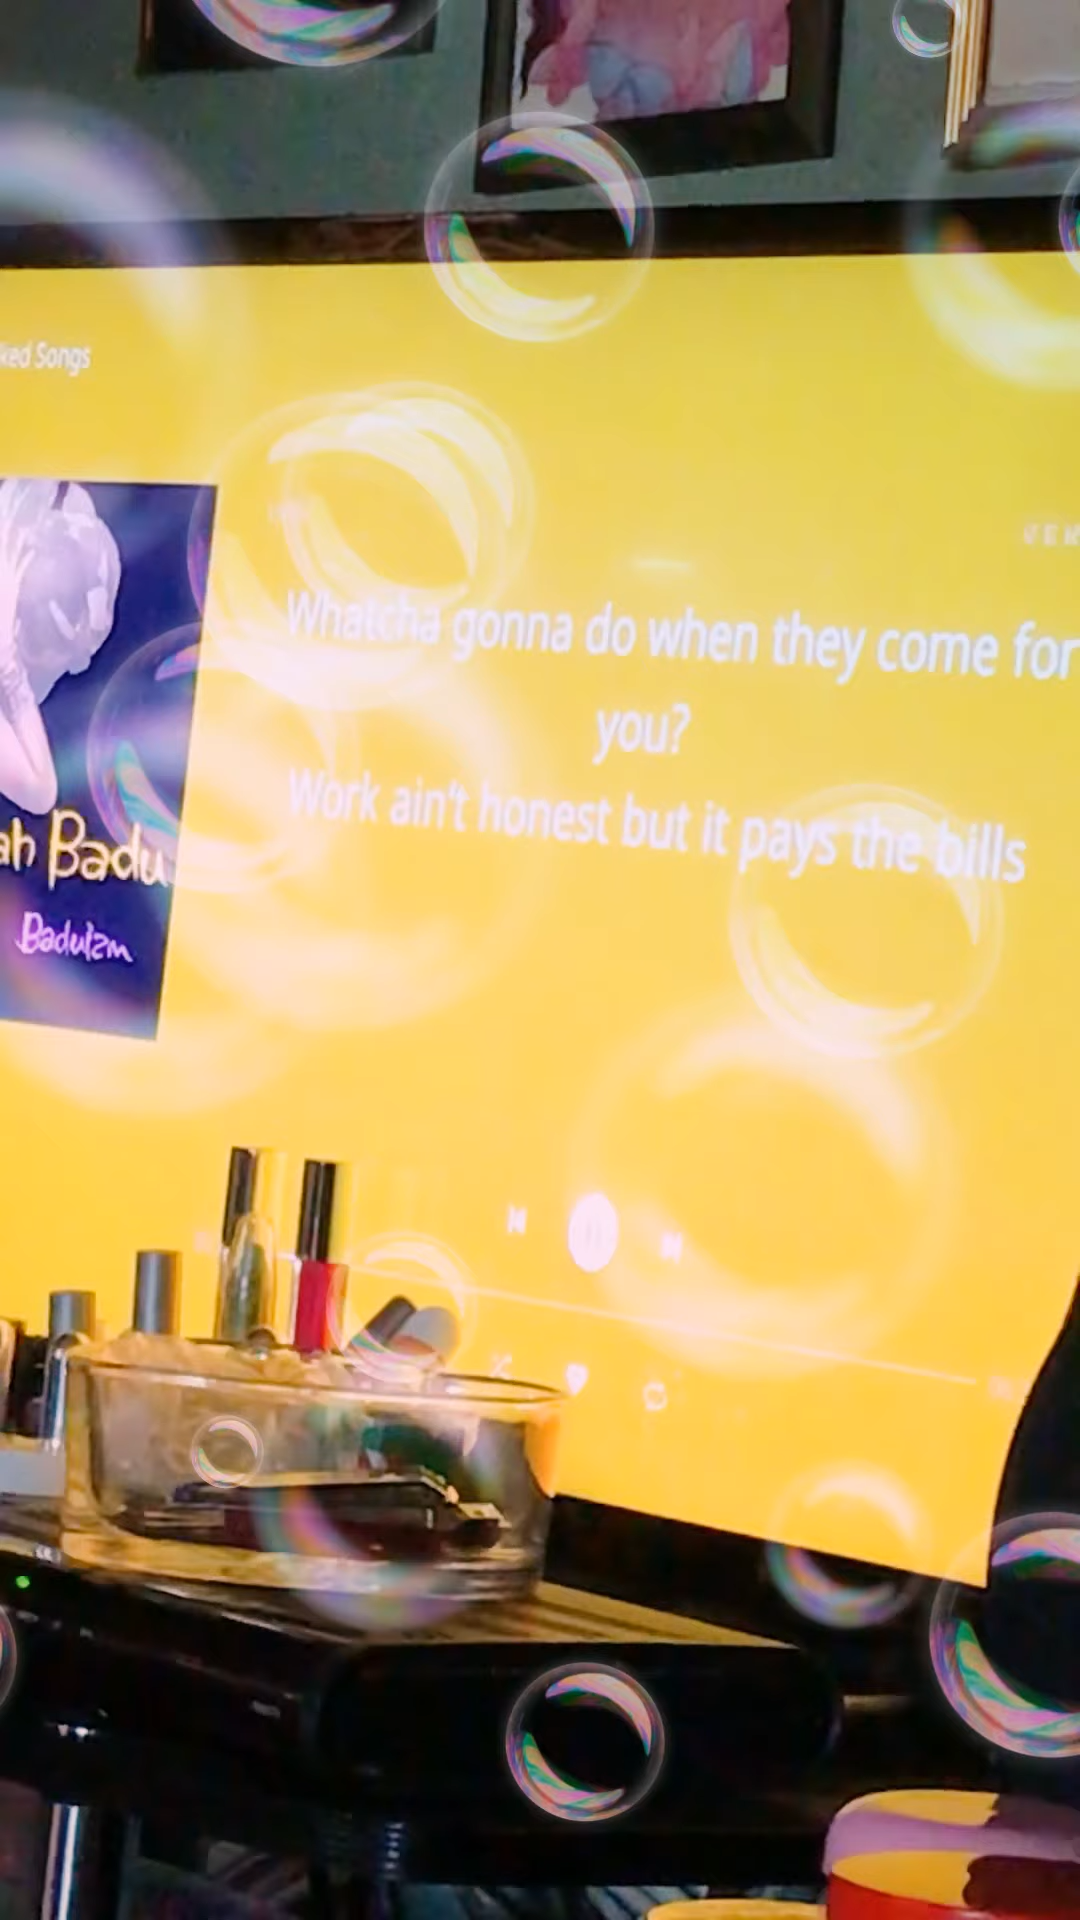 ked Songs
VER
Whatcha gonna do when they come for
you?
Work ain't honest but it pays the bills
ah Badu
Baduizm